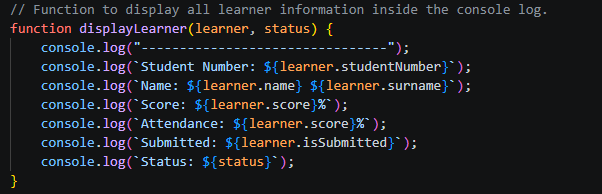 // Function to display all learner information inside the console log.
function displayLearner(learner, status) {
    console.log("--------------------------------");
    console.log(`Student Number: ${learner.studentNumber}`);
    console.log(`Name: ${learner.name} ${learner.surname}`);
    console.log(`Score: ${learner.score}%`);
    console.log(`Attendance: ${learner.score}%`);
    console.log(`Submitted: ${learner.isSubmitted}`);
    console.log(`Status: ${status}`);
}